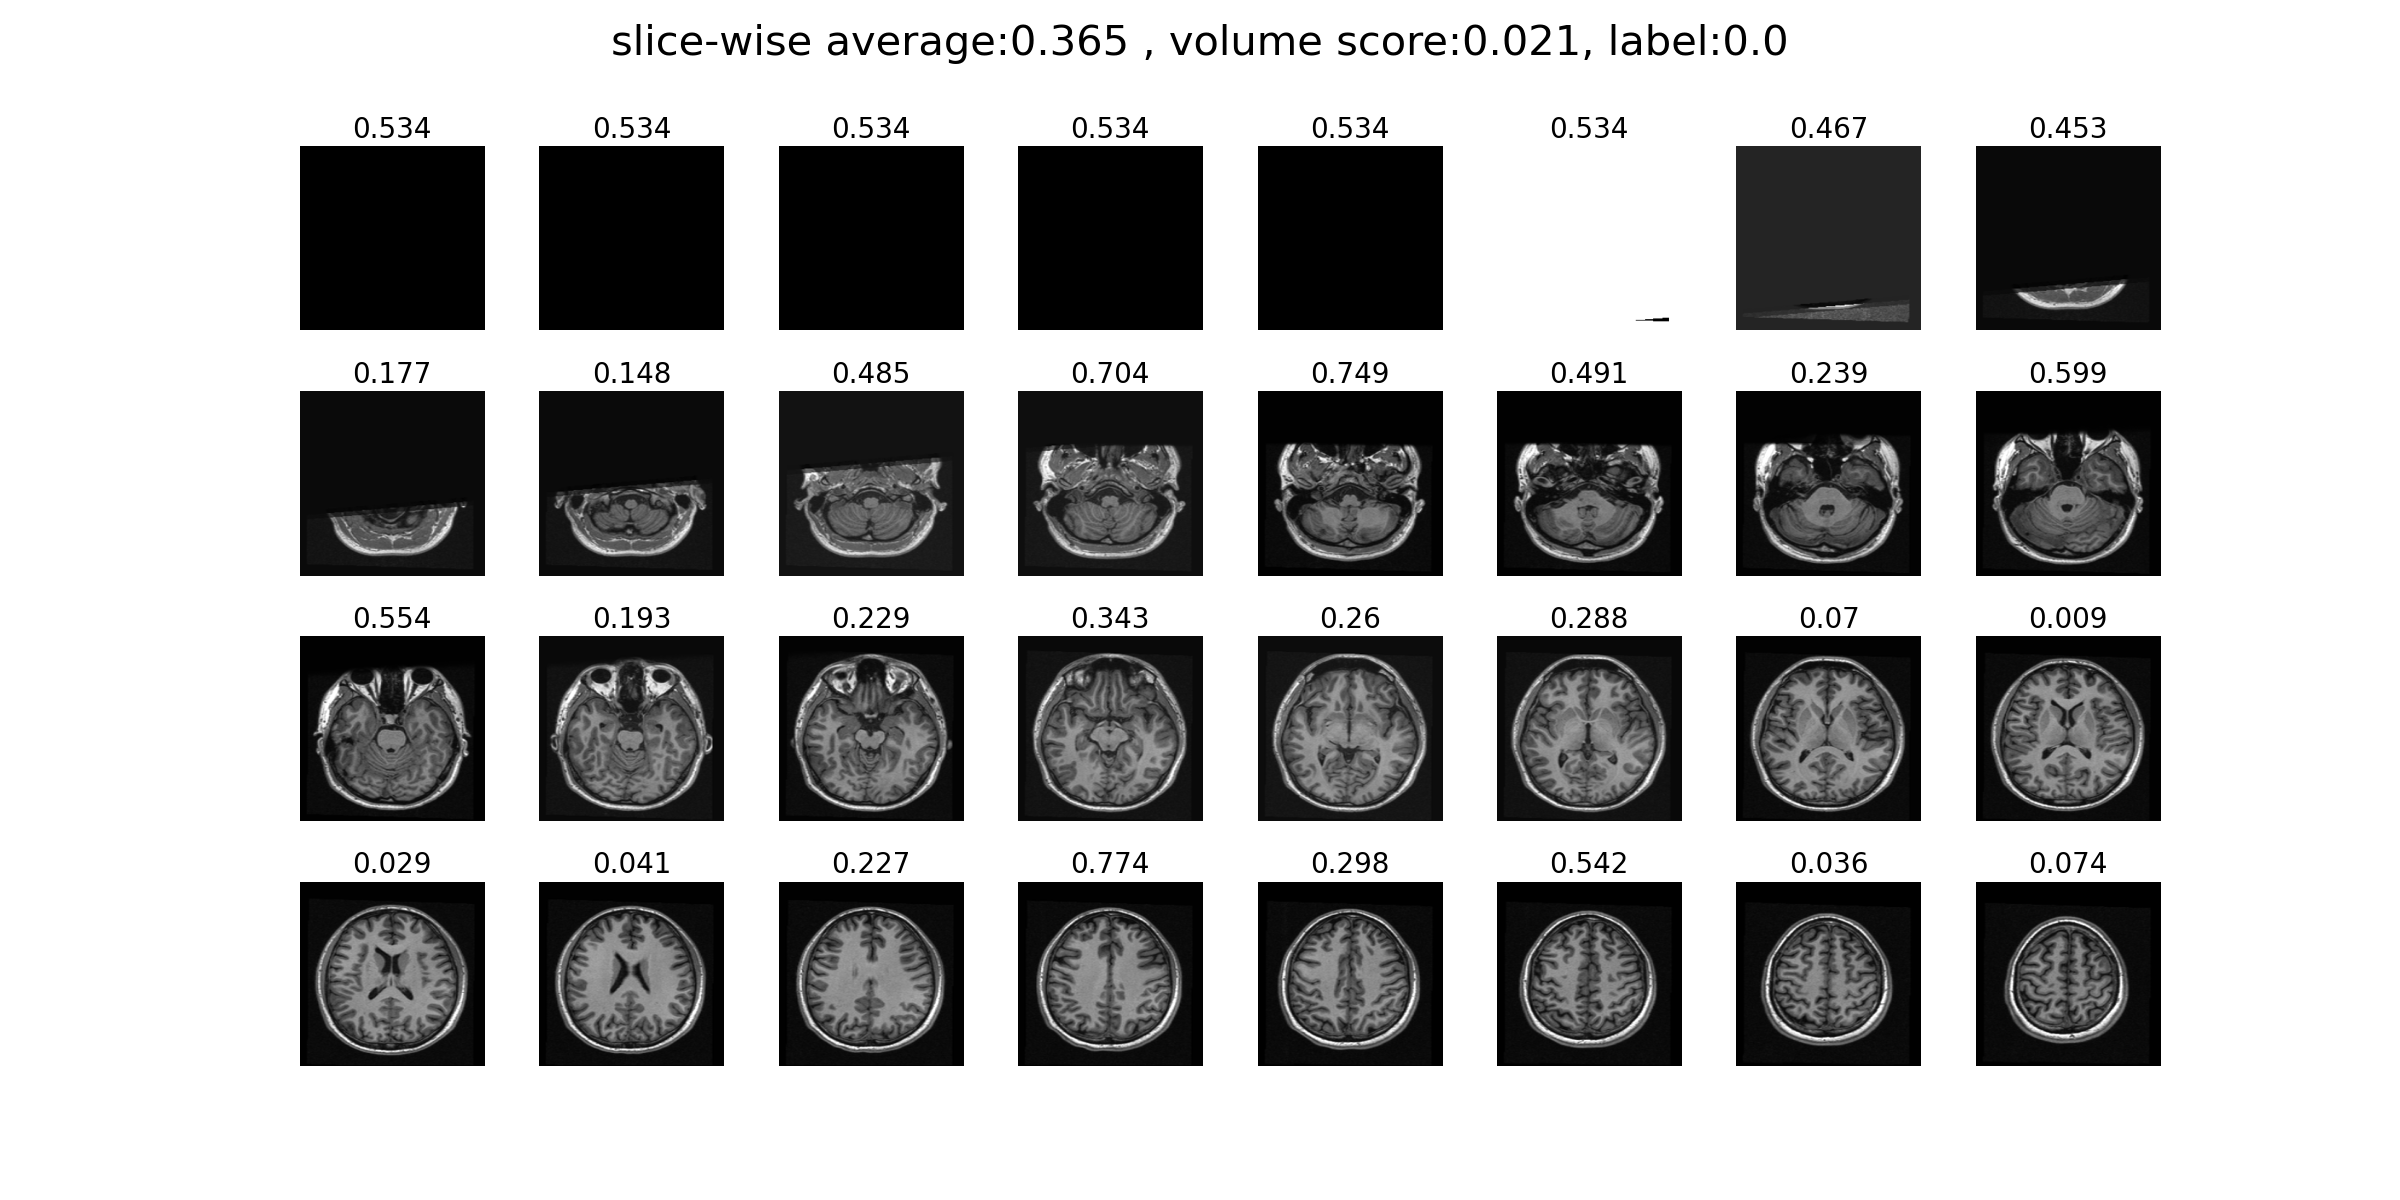 slice-wise average:0.365 , volume score:0.021, label:0.0
0.534 0.534 0.534 0.534 0.534 0.534 0.467 0.453
0.177 0.148 0.485 0.704 0.749 0.491 0.239 0.599
0.554 0.193 0.229 0.343 0.26 0.288 0.07 0.009
0.029 0.041 0.227 0.774 0.298 0.542 0.036 0.074